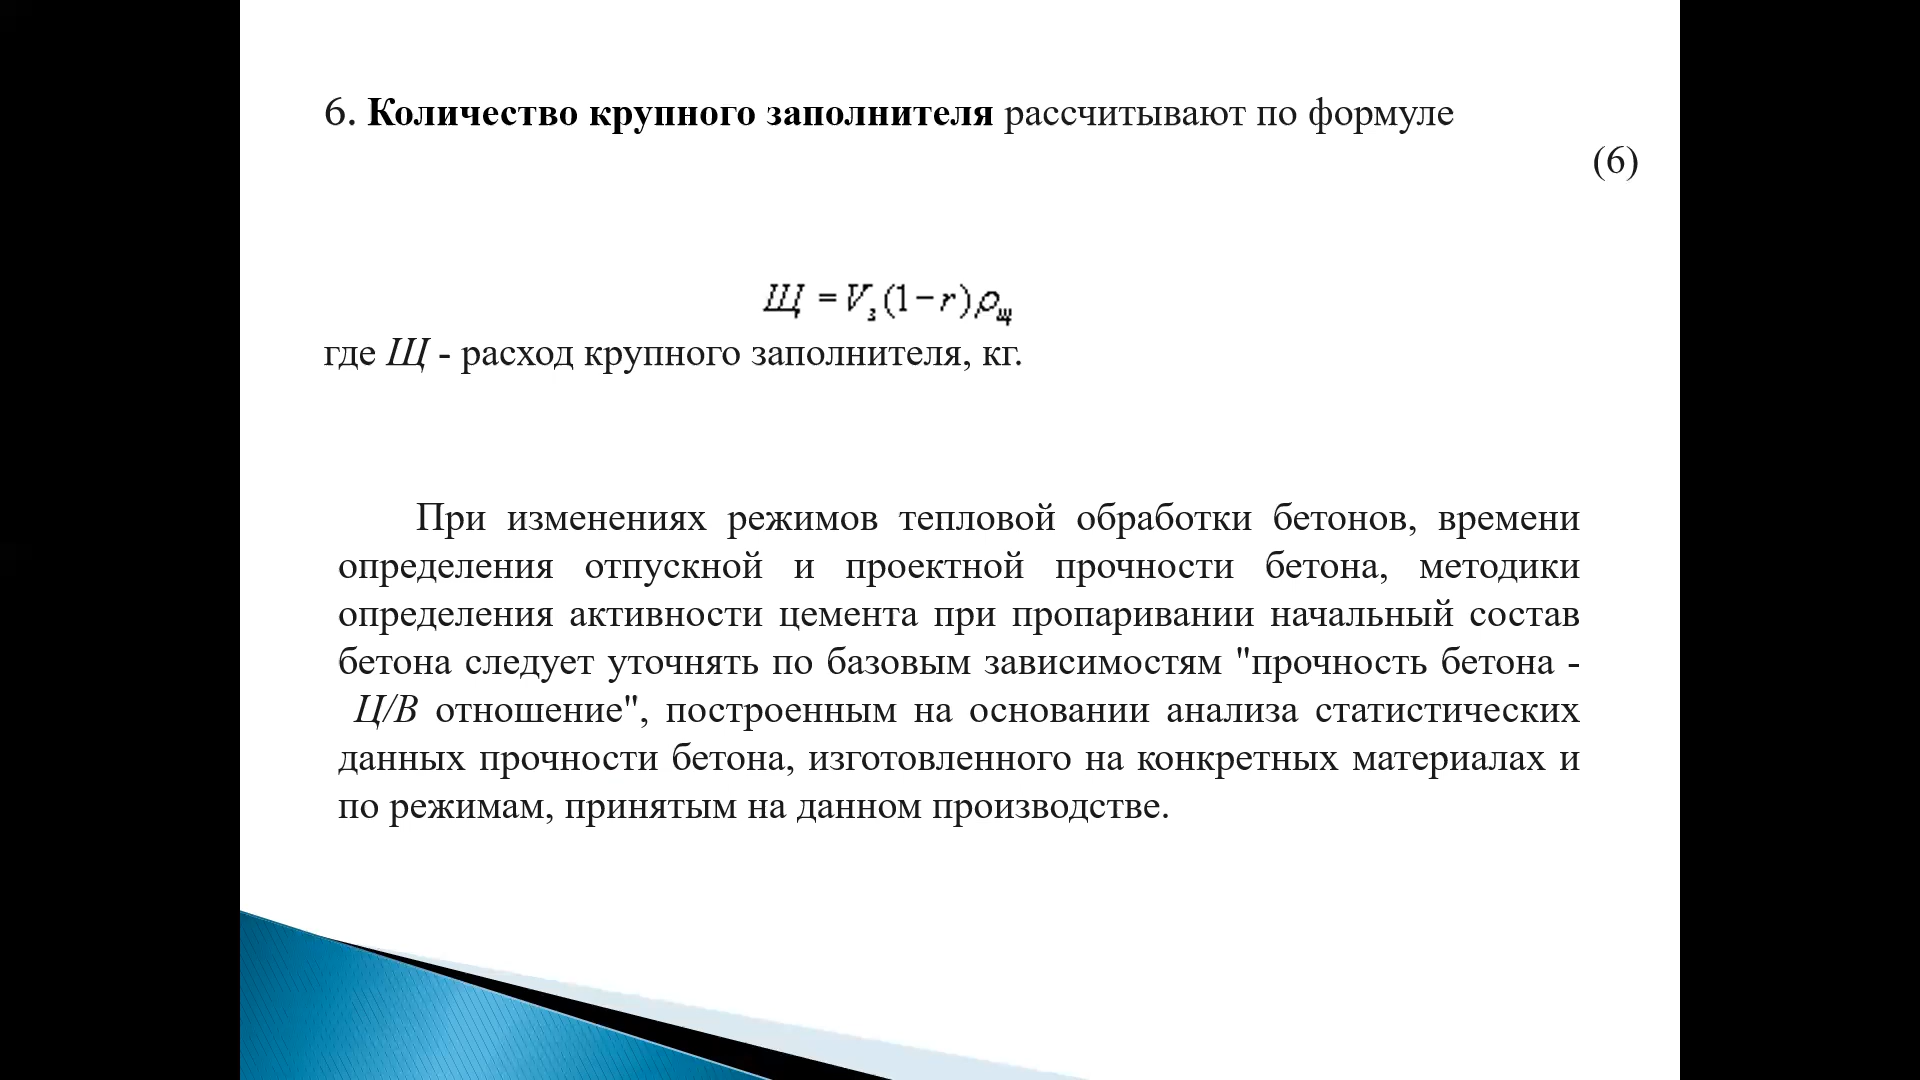 6. Количество крупного заполнителя рассчитывают по формуле
(6)
Щ = Vз(1−r)ρщ
где Щ - расход крупного заполнителя, кг.
При изменениях режимов тепловой обработки бетонов, времени
определения отпускной и проектной прочности бетона, методики
определения активности цемента при пропаривании начальный состав
бетона следует уточнять по базовым зависимостям "прочность бетона -
Ц/В отношение", построенным на основании анализа статистических
данных прочности бетона, изготовленного на конкретных материалах и
по режимам, принятым на данном производстве.